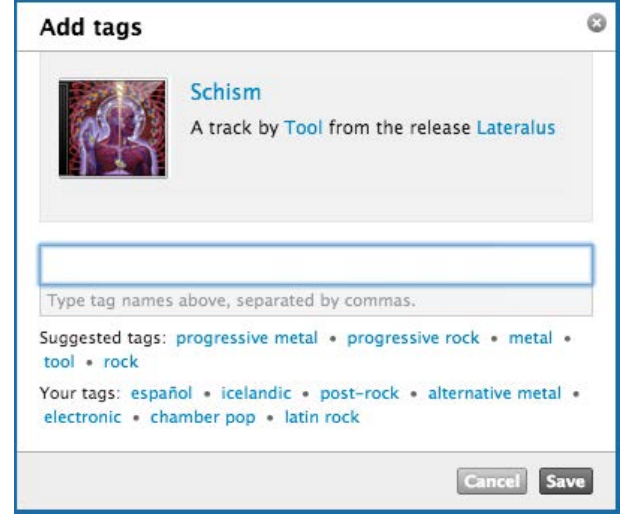 Add tags
Schism
A track by Tool from the release Lateralus
Type tag names above, separated by commas.
Suggested tags: progressive metal • progressive rock • metal •
tool • rock
Your tags: español • icelandic • post-rock • alternative metal •
electronic • chamber pop • latin rock
Cancel Save